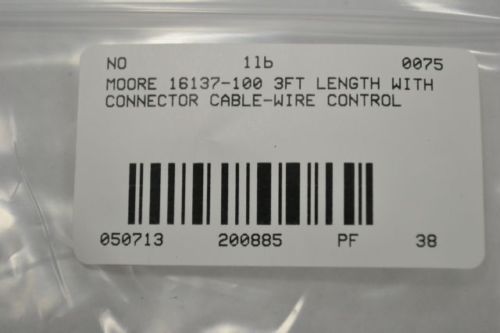 NO 1lb 0075
MOORE 16137-100 3FT LENGTH WITH
CONNECTOR CABLE-WIRE CONTROL
050713 200885 PF 38